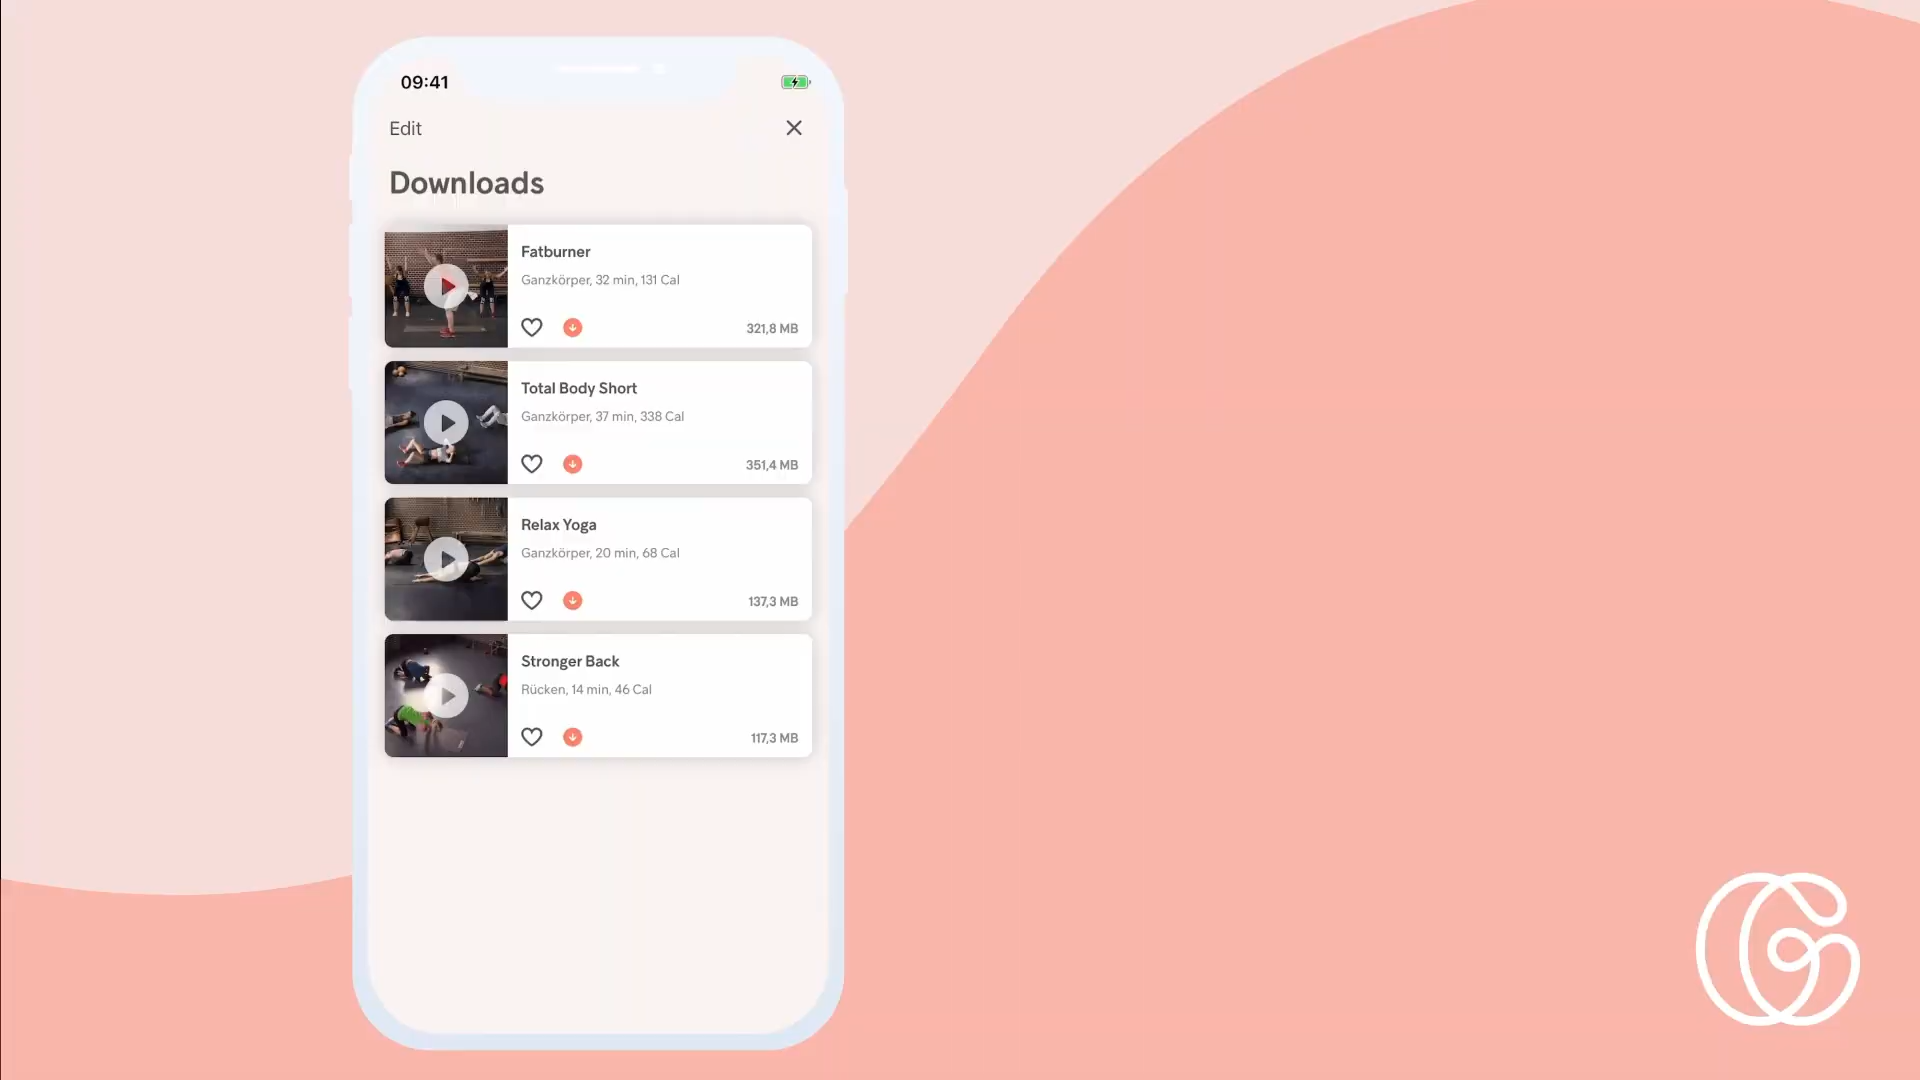 09:41
Edit
Downloads
Fatburner
Ganzkörper, 32 min, 131 Cal
321,8 MB
Total Body Short
Ganzkörper, 37 min, 338 Cal
351,4 MB
Relax Yoga
Ganzkörper, 20 min, 68 Cal
137,3 MB
Stronger Back
Rücken, 14 min, 46 Cal
117,3 MB